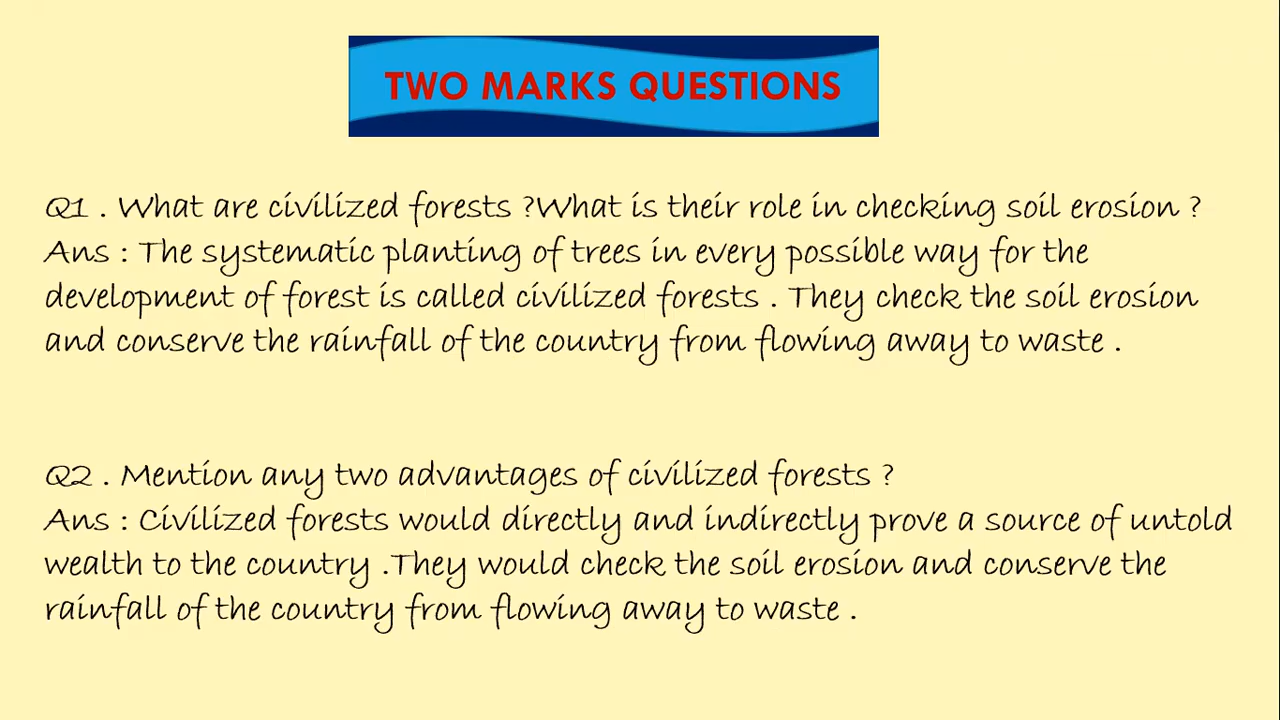 TWO MARKS QUESTIONS
Q1 . What are civilized forests ?What is their role in checking soil erosion ?
Ans : The systematic planting of trees in every possible way for the
development of forest is called civilized forests . They check the soil erosion
and conserve the rainfall of the country from flowing away to waste .
Q2 . Mention any two advantages of civilized forests ?
Ans : Civilized forests would directly and indirectly prove a source of untold
wealth to the country .They would check the soil erosion and conserve the
rainfall of the country from flowing away to waste .